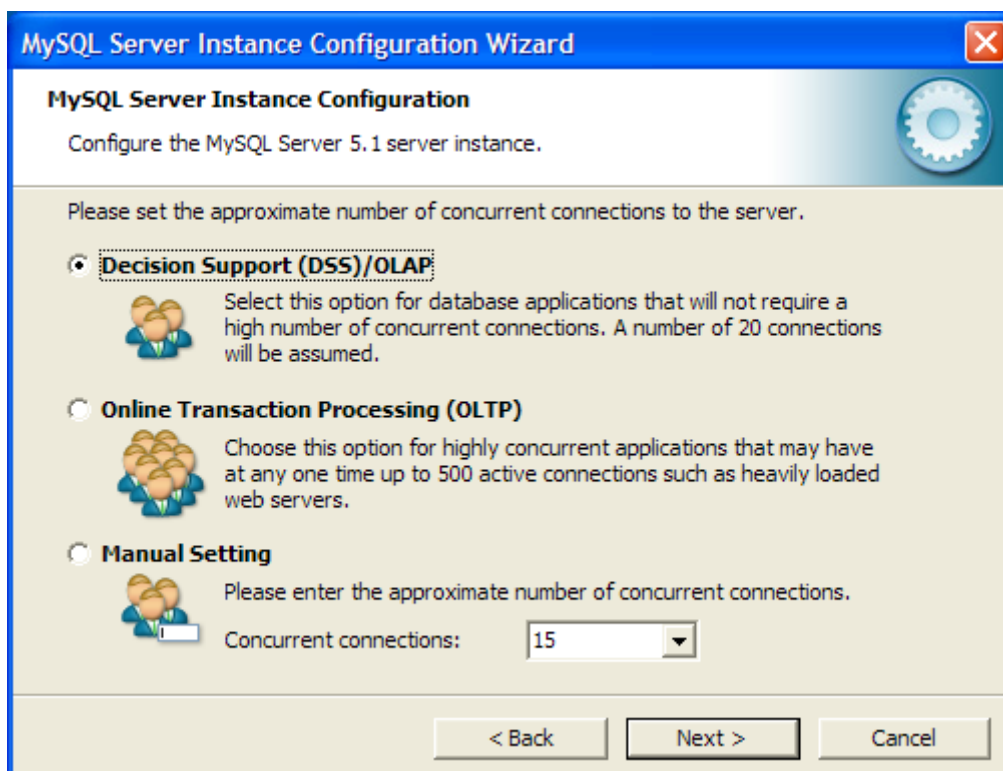 MySQL Server Instance Configuration Wizard
MySQL Server Instance Configuration
Configure the MySQL Server 5.1 server instance.
Please set the approximate number of concurrent connections to the server.
Decision Support (DSS)/OLAP
Select this option for database applications that will not require a
high number of concurrent connections. A number of 20 connections
will be assumed.
Online Transaction Processing (OLTP)
Choose this option for highly concurrent applications that may have
at any one time up to 500 active connections such as heavily loaded
web servers.
Manual Setting
Please enter the approximate number of concurrent connections.
Concurrent connections: 15
< Back Next > Cancel